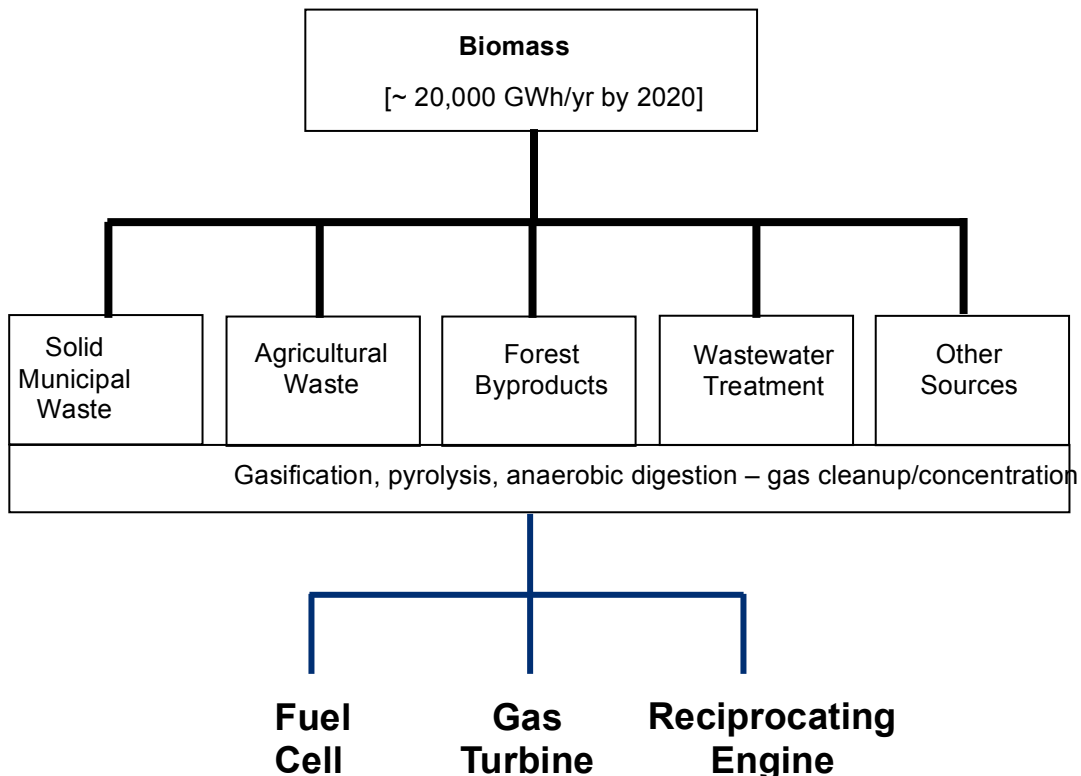 Biomass
[~ 20,000 GWh/yr by 2020]
Solid
Municipal
Waste
Agricultural
Waste
Forest
Byproducts
Wastewater
Treatment
Other
Sources
Gasification, pyrolysis, anaerobic digestion – gas cleanup/concentration
Fuel
Cell
Gas
Turbine
Reciprocating
Engine